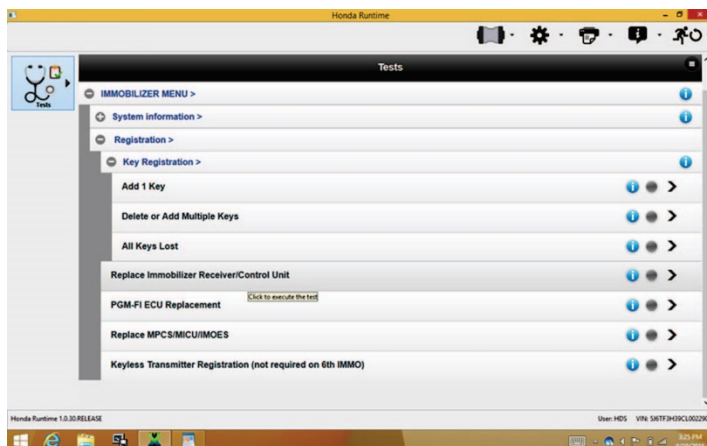 Honda Runtime
Tests
Tests
IMMOBILIZER MENU >
System information >
Registration >
Key Registration >
Add 1 Key
Delete or Add Multiple Keys
All Keys Lost
Replace Immobilizer Receiver/Control Unit
Click to execute the test
PGM-FI ECU Replacement
Replace MPCS/MICU/IMOES
Keyless Transmitter Registration (not required on 6th IMMO)
Honda Runtime 1.0.30.RELEASE
User: HDS VIN:
3:25 PM